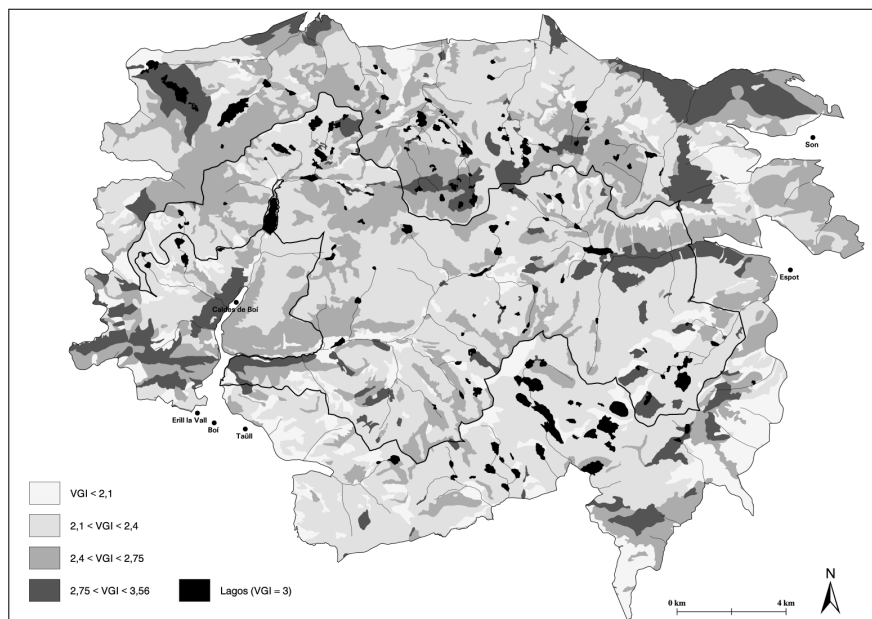 Son
Espot
Caldes de Boí
Erill la Vall
Boí
Taüll
VGI < 2,1
2,1 < VGI < 2,4
2,4 < VGI < 2,75
2,75 < VGI < 3,56
Lagos (VGI = 3)
N
0 km
4 km